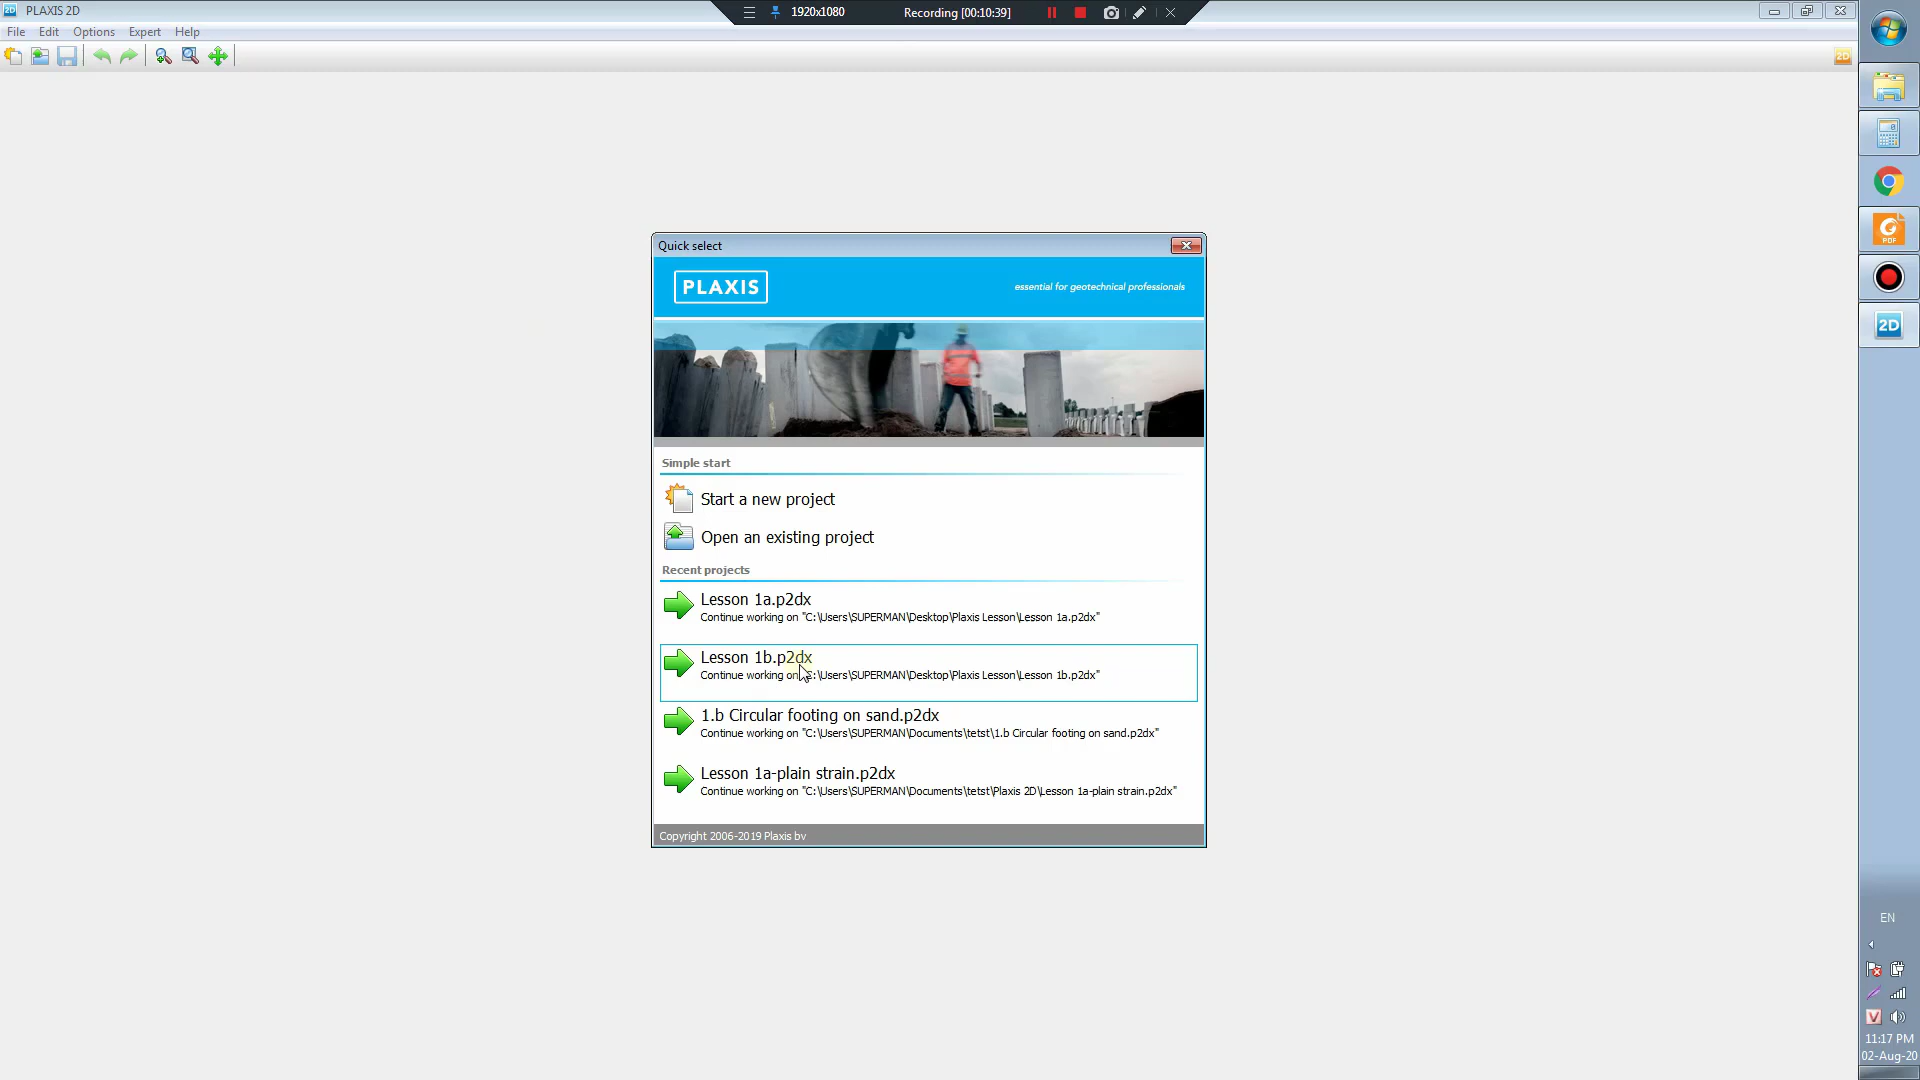 PLAXIS 2D
1920x1080
Recording [00:10:39]
File Edit Options Expert Help
2D
Quick select
PLAXIS
essential for geotechnical professionals
Simple start
Start a new project
Open an existing project
Recent projects
Lesson 1a.p2dx
Continue working on "C:\Users\SUPERMAN\Desktop\Plaxis Lesson\Lesson 1a.p2dx"
Lesson 1b.p2dx
Continue working on "C:\Users\SUPERMAN\Desktop\Plaxis Lesson\Lesson 1b.p2dx"
1.b Circular footing on sand.p2dx
Continue working on "C:\Users\SUPERMAN\Documents\tetst\1.b Circular footing on sand.p2dx"
Lesson 1a-plain strain.p2dx
Continue working on "C:\Users\SUPERMAN\Documents\tetst\Plaxis 2D\Lesson 1a-plain strain.p2dx"
Copyright 2006-2019 Plaxis bv
PDF
2D
EN
V
11:17 PM
02-Aug-20